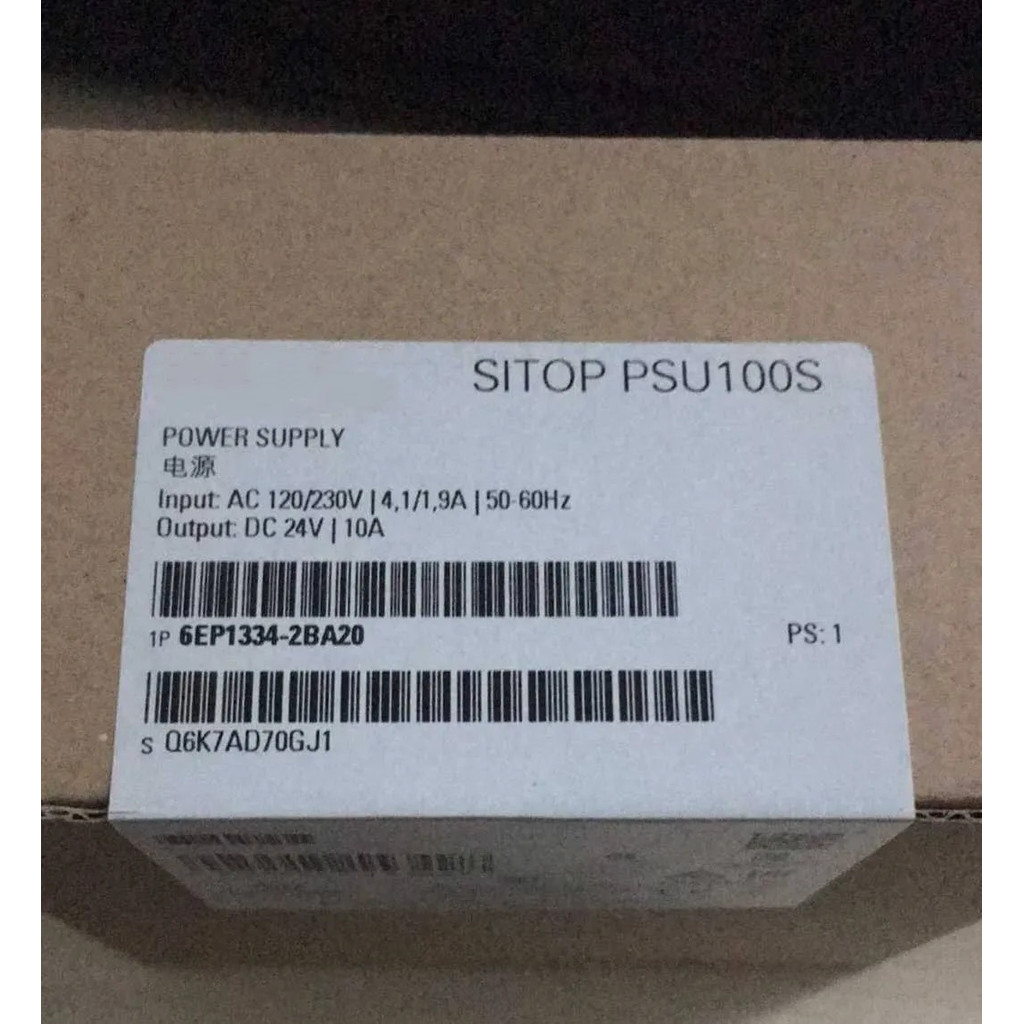 SITOP PSU100S
POWER SUPPLY
电源
Input: AC 120/230V | 4,1/1,9A | 50-60Hz
Output: DC 24V | 10A
1P 6EP1334-2BA20
PS: 1
S Q6K7AD70GJ1